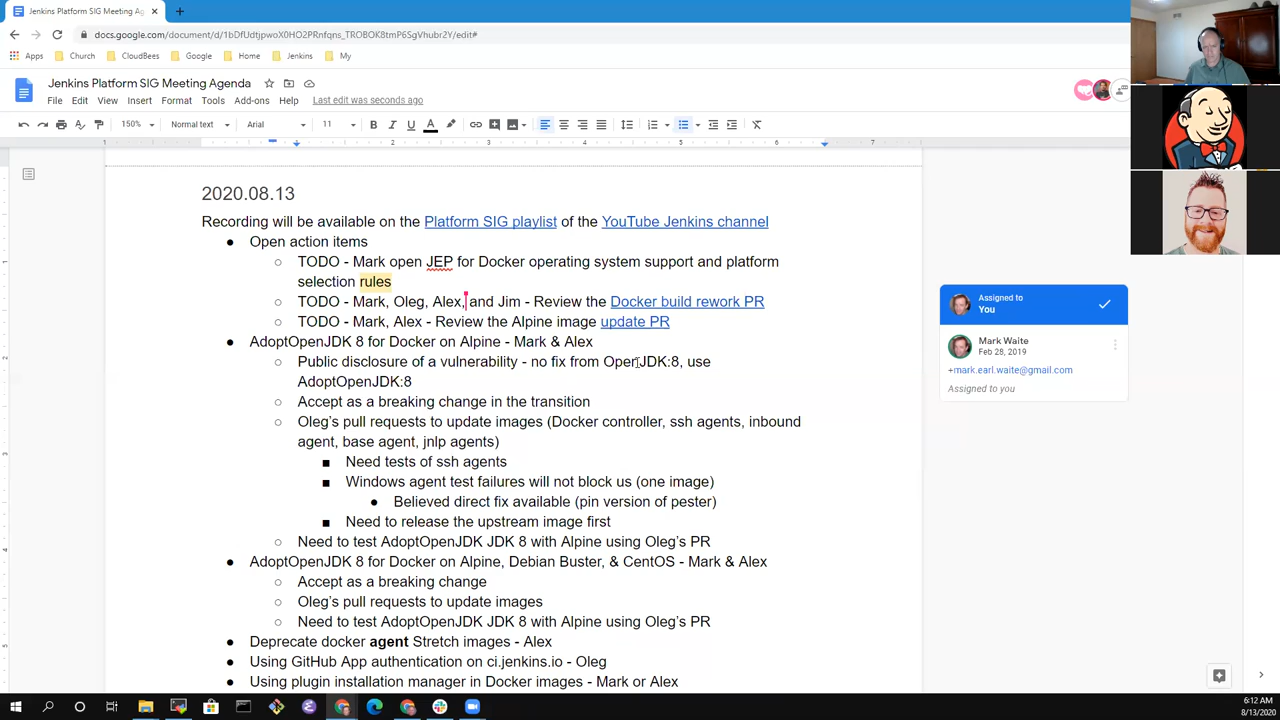 Jenkins Platform SIG Meeting Ag
docs.google.com/document/d/1bDfUdtjpwoX0HO2PRnfqns_TROBOK8tmP6SgVhubr2Y/edit#
Apps Church CloudBees Google Home Jenkins My
Jenkins Platform SIG Meeting Agenda
File Edit View Insert Format Tools Add-ons Help Last edit was seconds ago
150% Normal text Arial 11 B I U A
1 1 2 3 4 5 6 7
2020.08.13
Recording will be available on the Platform SIG playlist of the YouTube Jenkins channel
● Open action items
○ TODO - Mark open JEP for Docker operating system support and platform
selection rules
○ TODO - Mark, Oleg, Alex, and Jim - Review the Docker build rework PR
○ TODO - Mark, Alex - Review the Alpine image update PR
● AdoptOpenJDK 8 for Docker on Alpine - Mark & Alex
○ Public disclosure of a vulnerability - no fix from OpenJDK:8, use
AdoptOpenJDK:8
○ Accept as a breaking change in the transition
○ Oleg's pull requests to update images (Docker controller, ssh agents, inbound
agent, base agent, jnlp agents)
■ Need tests of ssh agents
■ Windows agent test failures will not block us (one image)
● Believed direct fix available (pin version of pester)
■ Need to release the upstream image first
○ Need to test AdoptOpenJDK JDK 8 with Alpine using Oleg's PR
● AdoptOpenJDK 8 for Docker on Alpine, Debian Buster, & CentOS - Mark & Alex
○ Accept as a breaking change
○ Oleg's pull requests to update images
○ Need to test AdoptOpenJDK JDK 8 with Alpine using Oleg's PR
● Deprecate docker agent Stretch images - Alex
● Using GitHub App authentication on ci.jenkins.io - Oleg
● Using plugin installation manager in Docker images - Mark or Alex
Assigned to
You
Mark Waite
Feb 28, 2019
+mark.earl.waite@gmail.com
Assigned to you
6:12 AM
8/13/2020